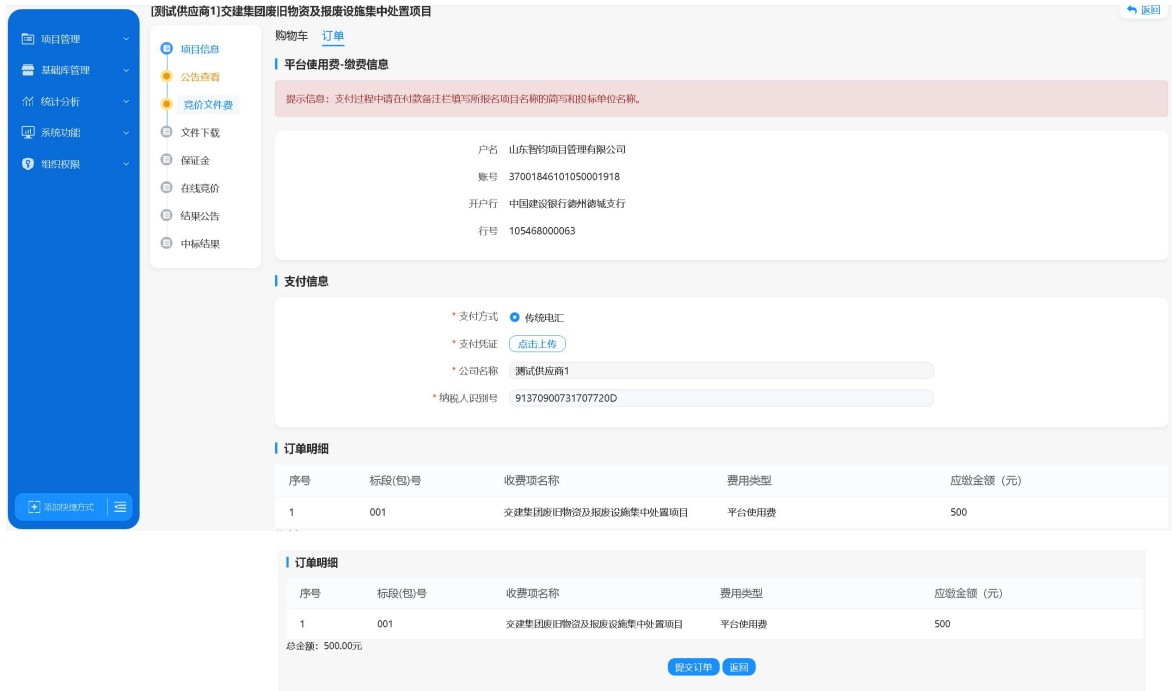 [测试供应商1]交建集团废旧物资及报废设施集中处置项目
返回
项目管理
基础库管理
统计分析
系统功能
组织权限
添加快捷方式
项目信息
公告查看
竞价文件费
文件下载
保证金
在线竞价
结果公告
中标结果
购物车 订单
平台使用费-缴费信息
提示信息：支付过程中请在付款备注栏填写所报名项目名称的简写和投标单位名称。
户名 山东智钧项目管理有限公司
账号 37001846101050001918
开户行 中国建设银行德州德城支行
行号 105468000063
支付信息
* 支付方式 传统电汇
* 支付凭证 点击上传
* 公司名称 测试供应商1
* 纳税人识别号 91370900731707720D
订单明细
序号 标段(包)号 收费项名称 费用类型 应缴金额（元）
1 001 交建集团废旧物资及报废设施集中处置项目 平台使用费 500
订单明细
序号 标段(包)号 收费项名称 费用类型 应缴金额（元）
1 001 交建集团废旧物资及报废设施集中处置项目 平台使用费 500
总金额：500.00元
提交订单 返回